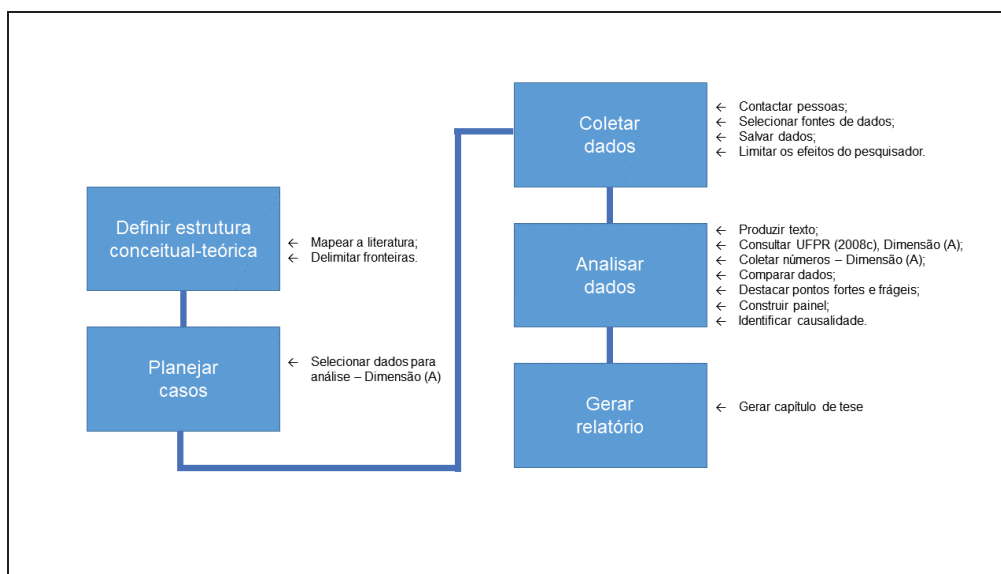 Definir estrutura
conceitual-teórica
← Mapear a literatura;
← Delimitar fronteiras.
Planejar
casos
← Selecionar dados para
análise – Dimensão (A)
Coletar
dados
← Contactar pessoas;
← Selecionar fontes de dados;
← Salvar dados;
← Limitar os efeitos do pesquisador.
Analisar
dados
← Produzir texto;
← Consultar UFPR (2008c), Dimensão (A);
← Coletar números – Dimensão (A);
← Comparar dados;
← Destacar pontos fortes e frágeis;
← Construir painel;
← Identificar causalidade.
Gerar
relatório
← Gerar capítulo de tese